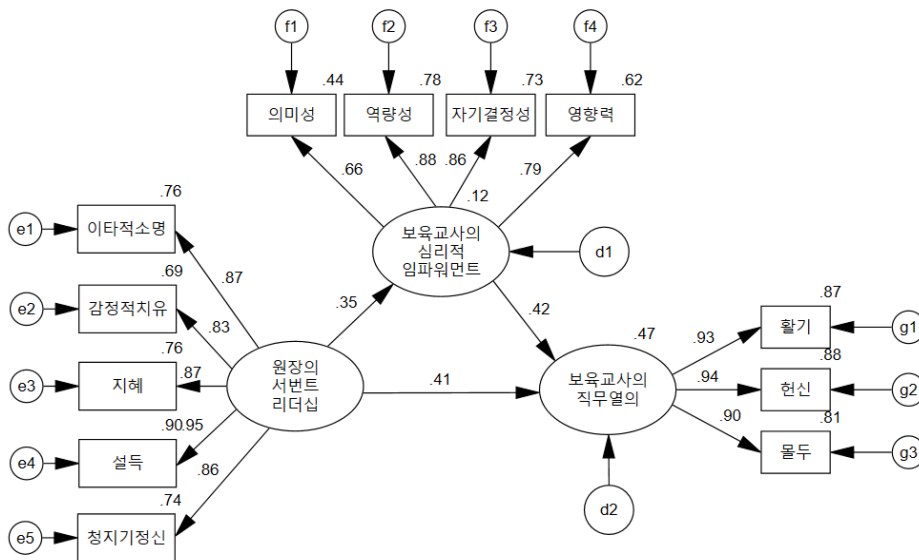 f1
f2
f3
f4
.44
.78
.73
.62
의미성
역량성
자기결정성
영향력
.66
.88
.86
.79
.12
.76
e1
이타적소명
보육교사의
심리적
임파워먼트
d1
.87
.69
e2
감정적치유
.83
.35
.42
.76
e3
지혜
.87
원장의
서번트
리더십
.41
.47
보육교사의
직무열의
.87
활기
g1
.93
.88
헌신
g2
.94
.81
몰두
g3
.90
.90
.95
e4
설득
.86
.74
e5
청지기정신
d2